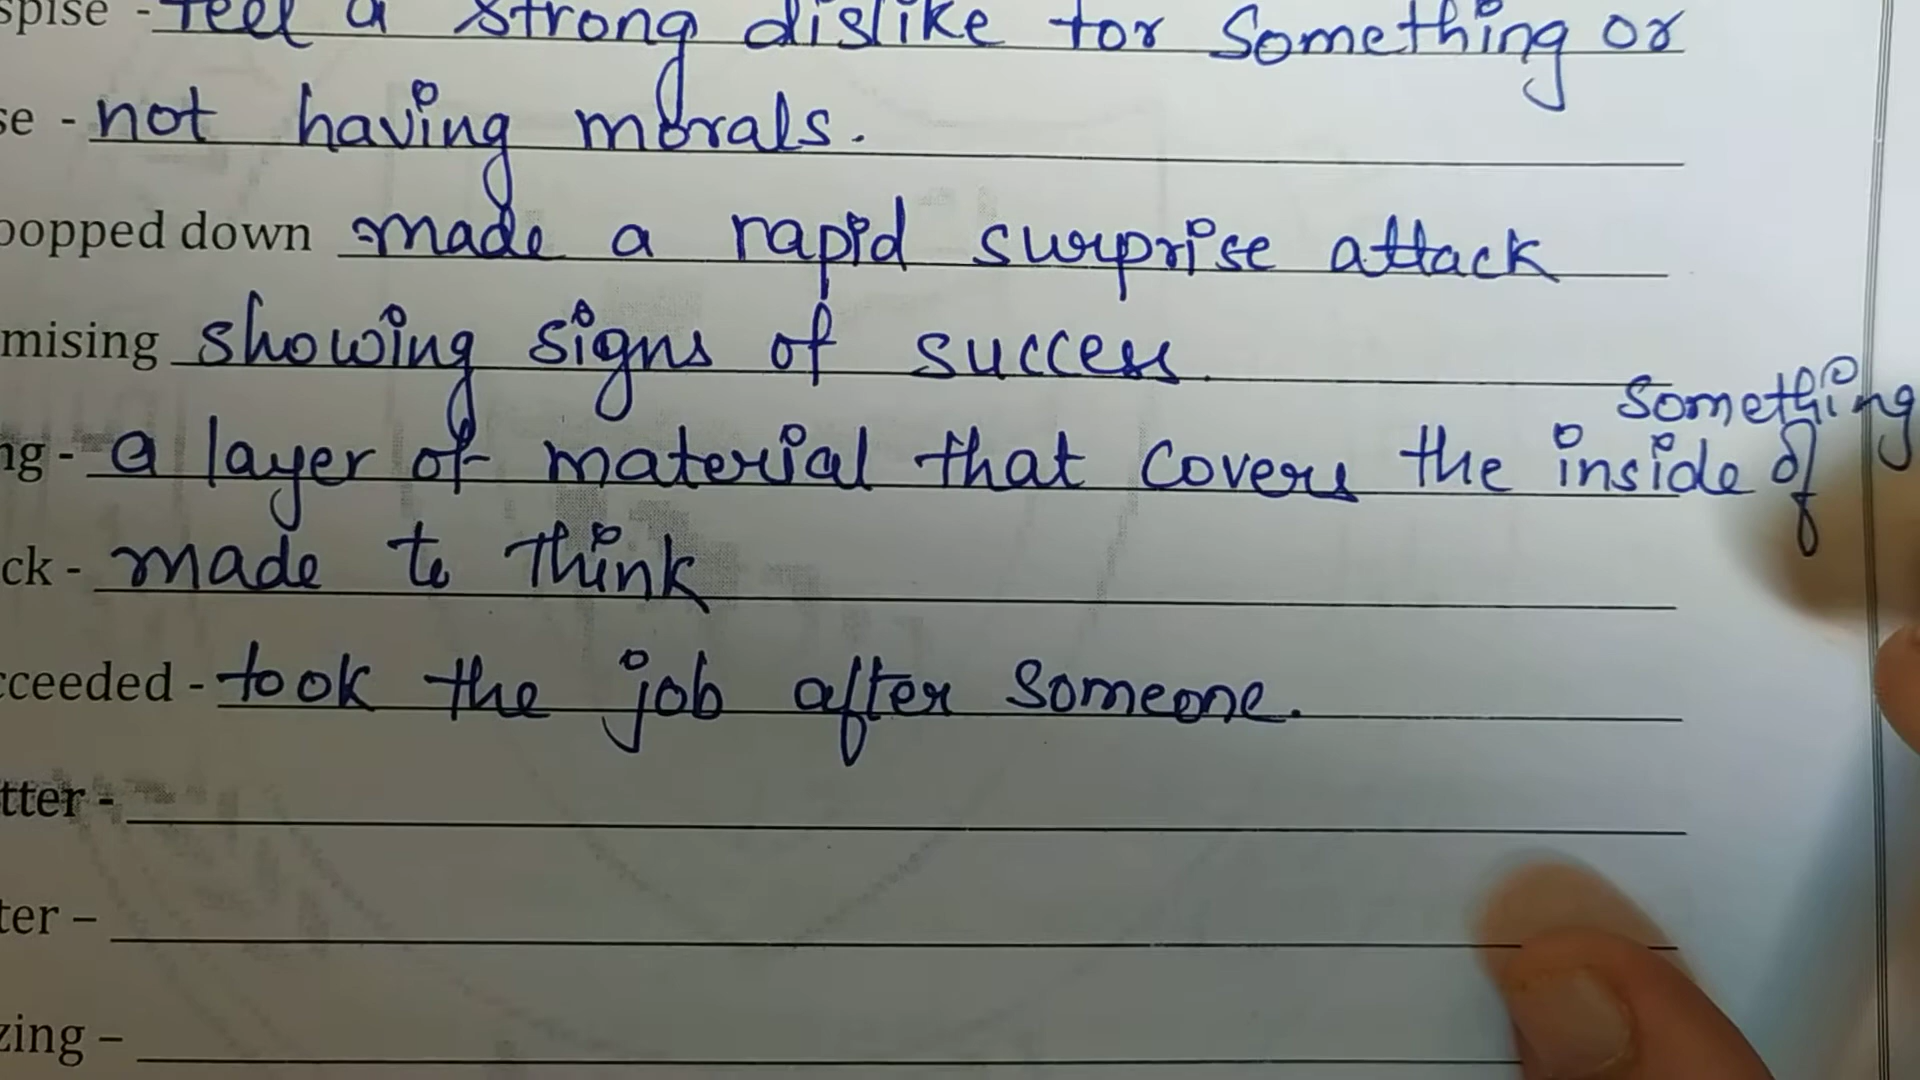 spise - feel a strong dislike for something or
se - not having morals.
oopped down made a rapid surprise attack
mising showing signs of success
something
ng - a layer of material that covers the inside of
ck - made to think
cceeded - took the job after someone.
tter -
ter –
zing –